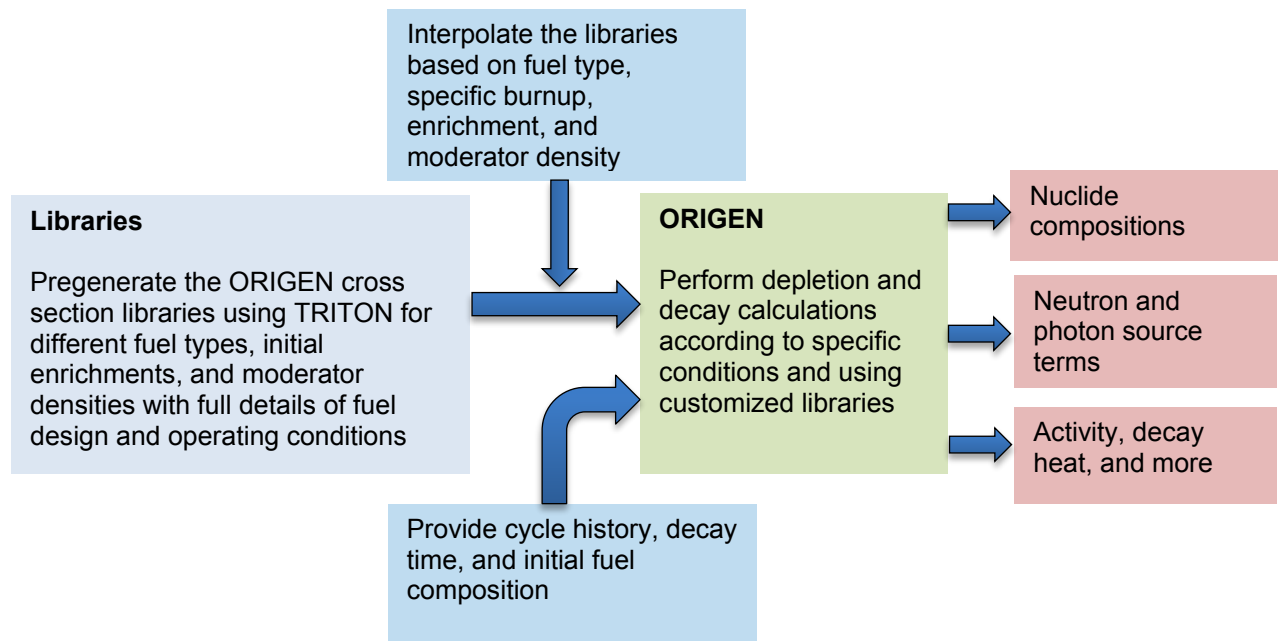 Interpolate the libraries
based on fuel type,
specific burnup,
enrichment, and
moderator density
Libraries
Pregenerate the ORIGEN cross
section libraries using TRITON for
different fuel types, initial
enrichments, and moderator
densities with full details of fuel
design and operating conditions
ORIGEN
Perform depletion and
decay calculations
according to specific
conditions and using
customized libraries
Nuclide
compositions
Neutron and
photon source
terms
Activity, decay
heat, and more
Provide cycle history, decay
time, and initial fuel
composition